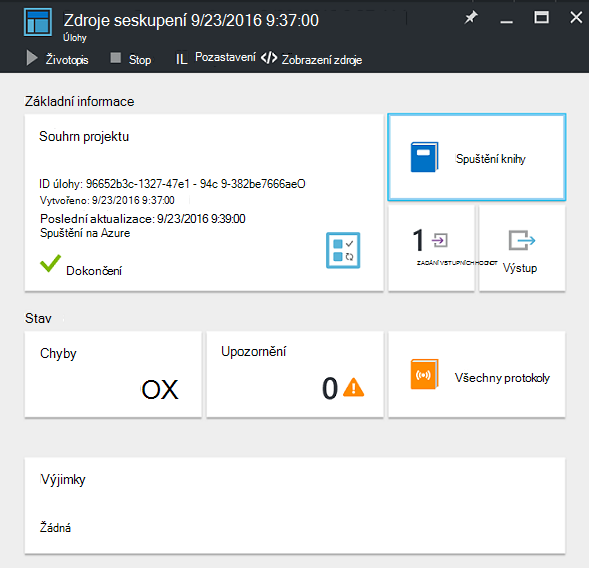 Zdroje seskupení 9/23/2016 9:37:00
Úlohy
Životopis Stop IL Pozastavení </> Zobrazení zdroje
Základní informace
Souhrn projektu
ID úlohy: 96652b3c-1327-47e1 - 94c 9-382be7666aeO
Vytvořeno: 9/23/2016 9:37:00
Poslední aktualizace: 9/23/2016 9:39:00
Spuštění na Azure
Dokončení
Spuštění knihy
1
ZADÁNÍ VSTUPNÍCH HODNOT
Výstup
Stav
Chyby
OX
Upozornění
0
Všechny protokoly
Výjimky
Žádná